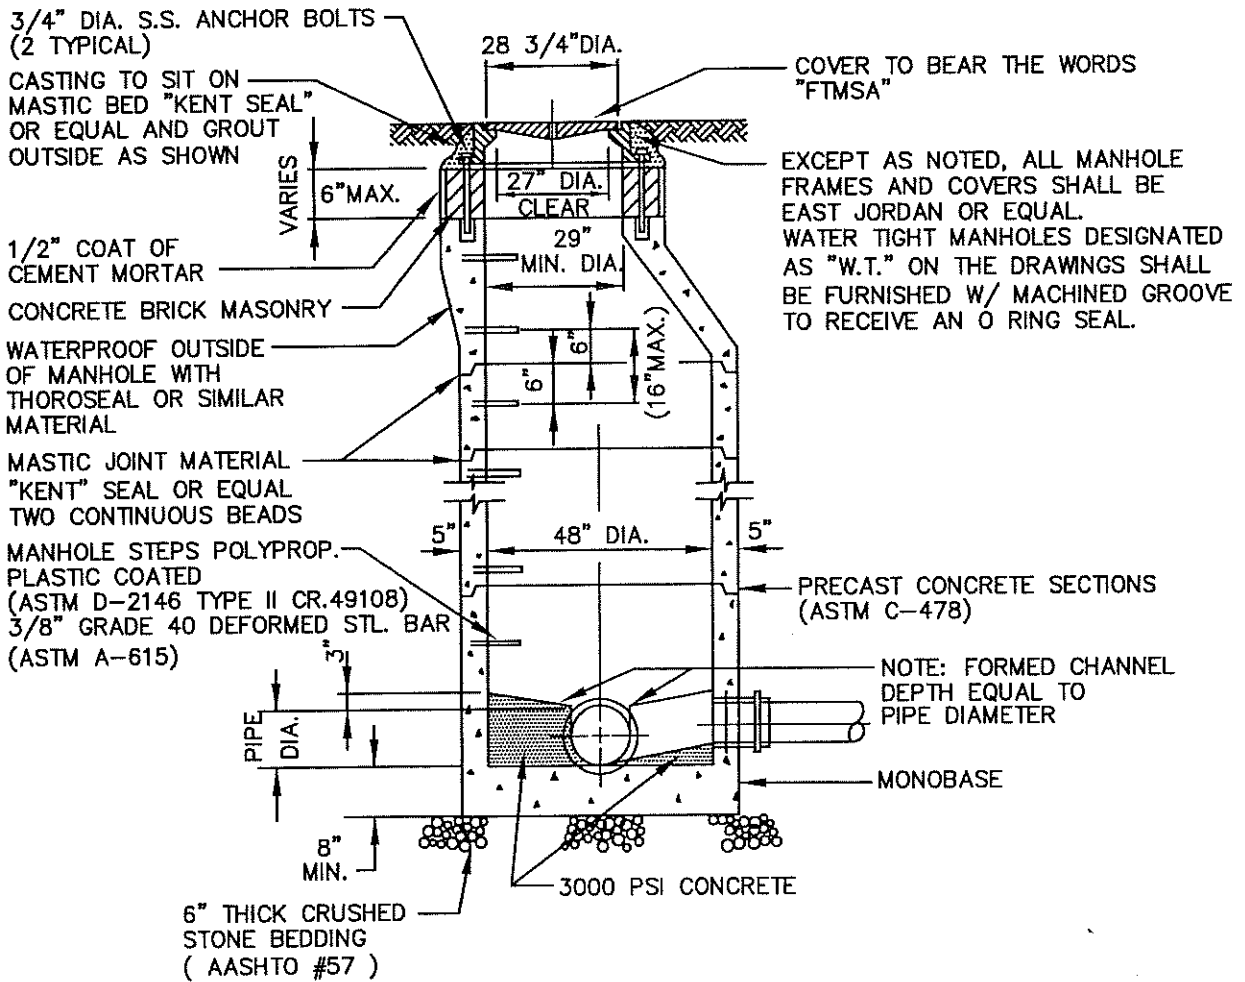 3/4" DIA. S.S. ANCHOR BOLTS
(2 TYPICAL)
CASTING TO SIT ON
MASTIC BED "KENT SEAL"
OR EQUAL AND GROUT
OUTSIDE AS SHOWN
VARIES
6"MAX.
1/2" COAT OF
CEMENT MORTAR
CONCRETE BRICK MASONRY
WATERPROOF OUTSIDE
OF MANHOLE WITH
THOROSEAL OR SIMILAR
MATERIAL
MASTIC JOINT MATERIAL
"KENT" SEAL OR EQUAL
TWO CONTINUOUS BEADS
MANHOLE STEPS POLYPROP.
PLASTIC COATED
(ASTM D-2146 TYPE II CR.49108)
3/8" GRADE 40 DEFORMED STL. BAR
(ASTM A-615)
3"
PIPE
DIA.
8"
MIN.
6" THICK CRUSHED
STONE BEDDING
( AASHTO #57 )
28 3/4"DIA.
27" DIA.
CLEAR
29"
MIN. DIA.
6"
6"
(16"MAX.)
5"
48" DIA.
5"
3000 PSI CONCRETE
COVER TO BEAR THE WORDS
"FTMSA"
EXCEPT AS NOTED, ALL MANHOLE
FRAMES AND COVERS SHALL BE
EAST JORDAN OR EQUAL.
WATER TIGHT MANHOLES DESIGNATED
AS "W.T." ON THE DRAWINGS SHALL
BE FURNISHED W/ MACHINED GROOVE
TO RECEIVE AN O RING SEAL.
PRECAST CONCRETE SECTIONS
(ASTM C-478)
NOTE: FORMED CHANNEL
DEPTH EQUAL TO
PIPE DIAMETER
MONOBASE